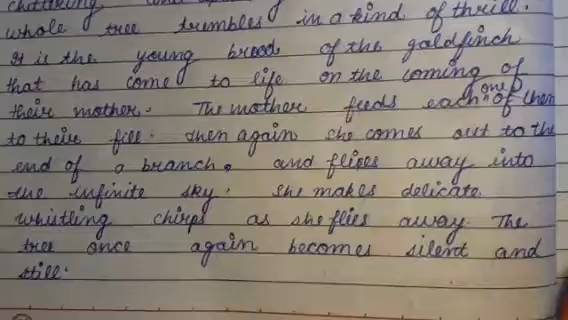 chattering and
whole tree trembles in a kind of thrill.
It is the young brood of the goldfinch
that has come to life on the coming of
their mother. The mother feeds each one of them
to their fill. Then again she comes out to the
end of a branch. and flies away into
the infinite sky. She makes delicate
whistling chirps as she flies away. The
tree once again becomes silent and
still.